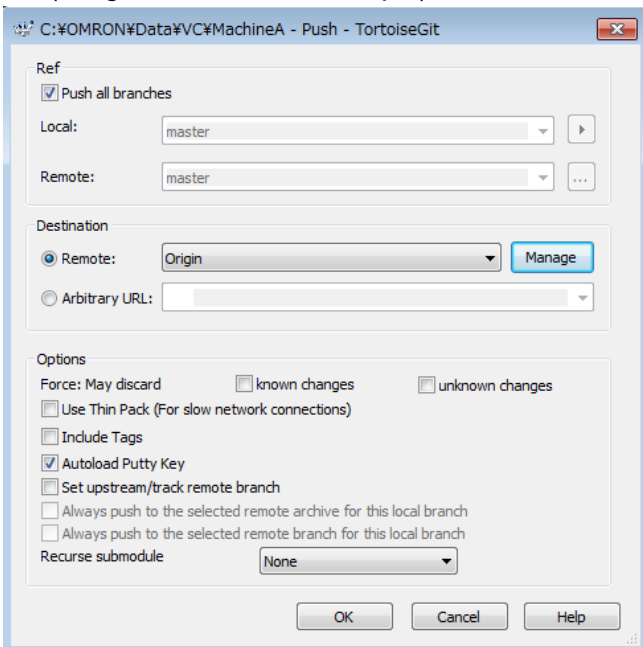 C:¥OMRON¥Data¥VC¥MachineA - Push - TortoiseGit
Ref
Push all branches
Local: master
Remote: master ...
Destination
Remote: Origin Manage
Arbitrary URL:
Options
Force: May discard known changes unknown changes
Use Thin Pack (For slow network connections)
Include Tags
Autoload Putty Key
Set upstream/track remote branch
Always push to the selected remote archive for this local branch
Always push to the selected remote branch for this local branch
Recurse submodule None
OK Cancel Help